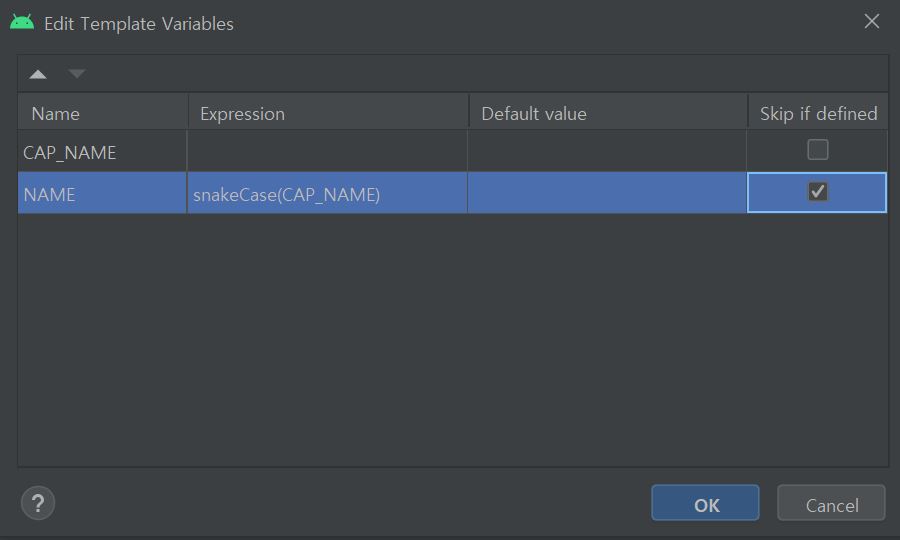 Edit Template Variables
Name Expression Default value Skip if defined
CAP_NAME
NAME snakeCase(CAP_NAME)
? OK Cancel